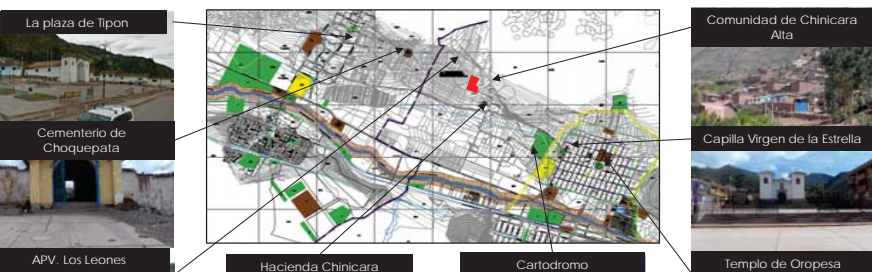 La plaza de Tipon
Comunidad de Chinicara
Alta
Cementerio de
Choquepata
Capilla Virgen de la Estrella
APV. Los Leones
Hacienda Chinicara
Cartodromo
Templo de Oropesa